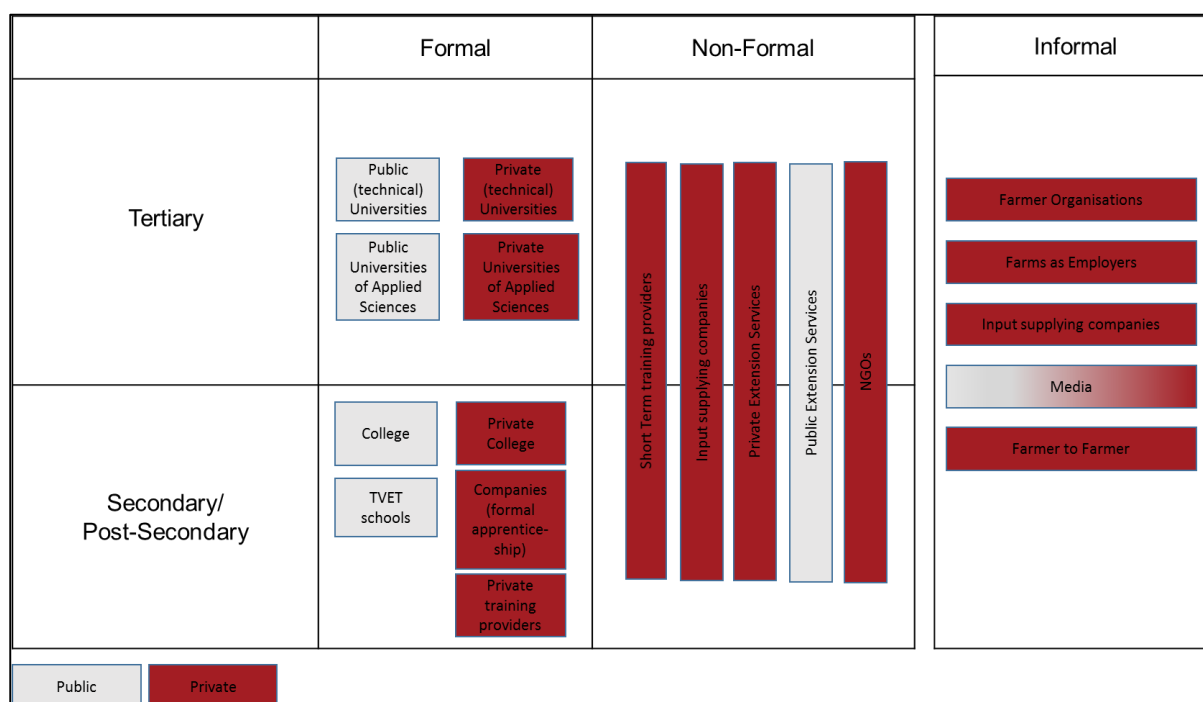 Formal
Non-Formal
Informal
Tertiary
Public
(technical)
Universities
Private
(technical)
Universities
Public
Universities
of Applied
Sciences
Private
Universities
of Applied
Sciences
Short Term training providers
Input supplying companies
Private Extension Services
Public Extension Services
NGOs
Farmer Organisations
Farms as Employers
Input supplying companies
Media
Farmer to Farmer
Secondary/
Post-Secondary
College
Private
College
TVET
schools
Companies
(formal
apprentice-
ship)
Private
training
providers
Public
Private